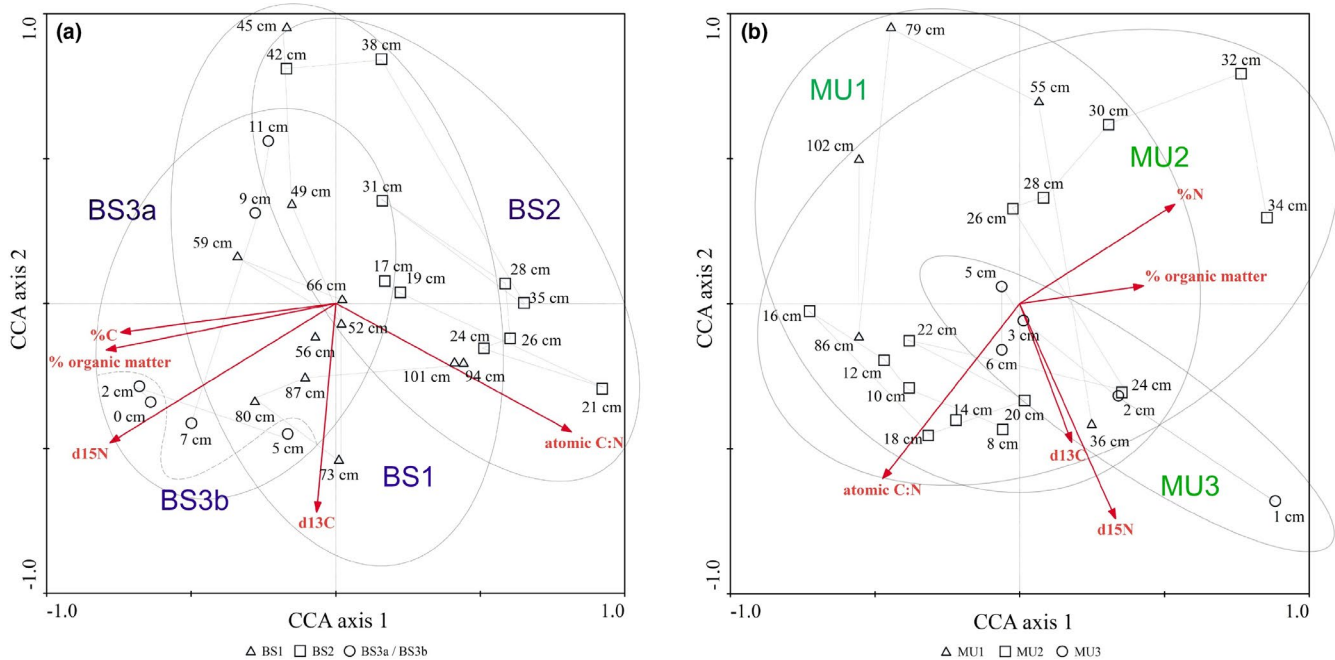 (a)
1.0
45 cm
42 cm
38 cm
11 cm
9 cm
49 cm
31 cm
BS3a
BS2
59 cm
66 cm
17 cm
19 cm
28 cm
35 cm
%C
% organic matter
52 cm
56 cm
24 cm
26 cm
101 cm
94 cm
2 cm
0 cm
87 cm
80 cm
21 cm
7 cm
5 cm
d15N
atomic C:N
BS3b
73 cm
BS1
d13C
CCA axis 2
-1.0
-1.0
CCA axis 1
1.0
BS1 BS2 BS3a / BS3b
(b)
1.0
79 cm
32 cm
MU1
55 cm
30 cm
102 cm
MU2
28 cm
26 cm
%N
34 cm
5 cm
% organic matter
16 cm
3 cm
86 cm
22 cm
6 cm
12 cm
10 cm
24 cm
2 cm
14 cm
20 cm
18 cm
8 cm
36 cm
d13C
atomic C:N
MU3
d15N
1 cm
CCA axis 2
-1.0
-1.0
CCA axis 1
1.0
MU1 MU2 MU3